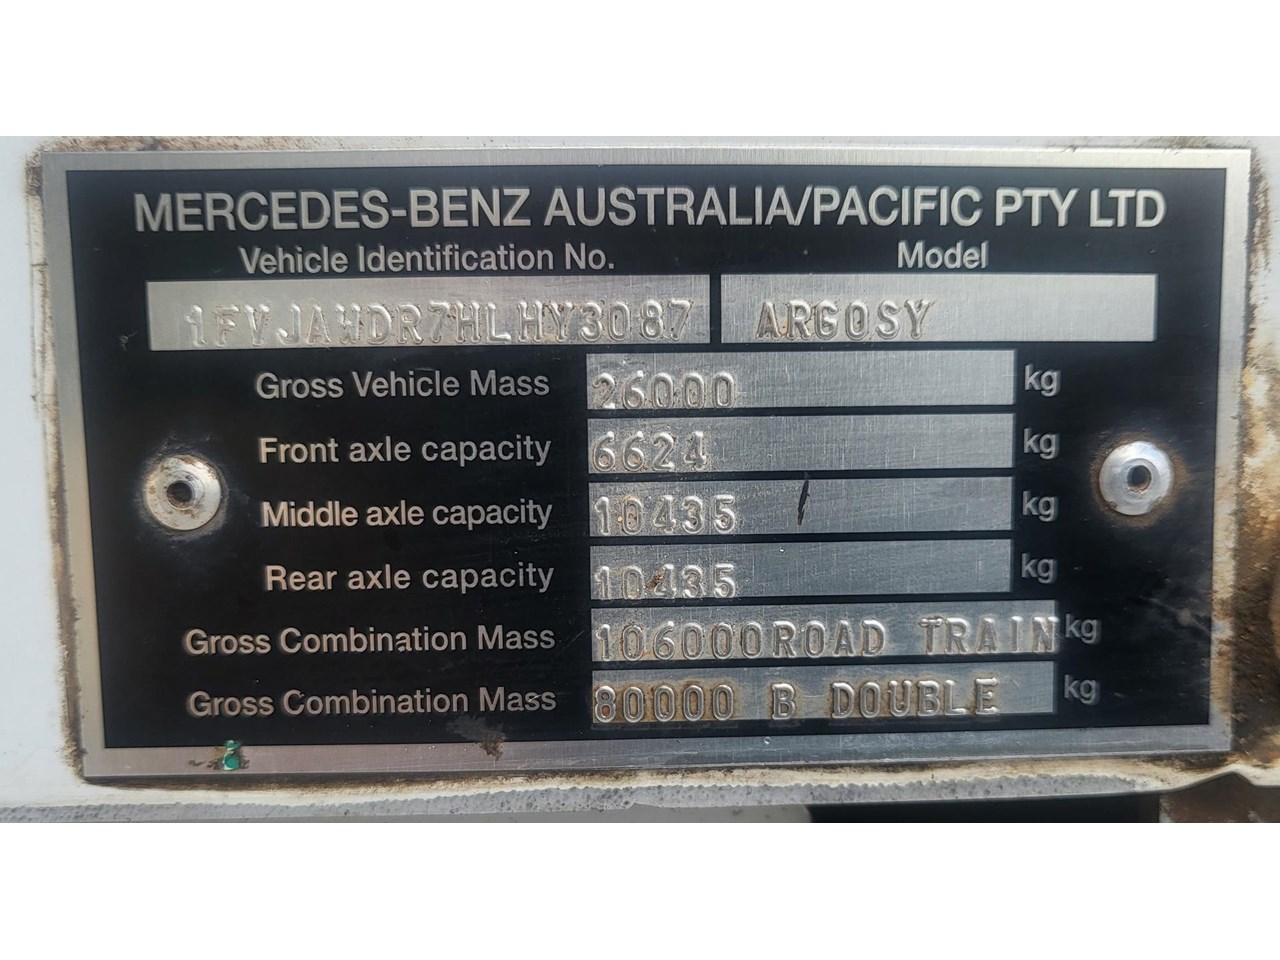 MERCEDES-BENZ AUSTRALIA/PACIFIC PTY LTD
Vehicle Identification No. Model
1FVJAWDR7HLHY3087 ARGOSY
Gross Vehicle Mass 26000 kg
Front axle capacity 6624 kg
Middle axle capacity 10435 kg
Rear axle capacity 10435 kg
Gross Combination Mass 106000ROAD TRAIN kg
Gross Combination Mass 80000 B DOUBLE kg